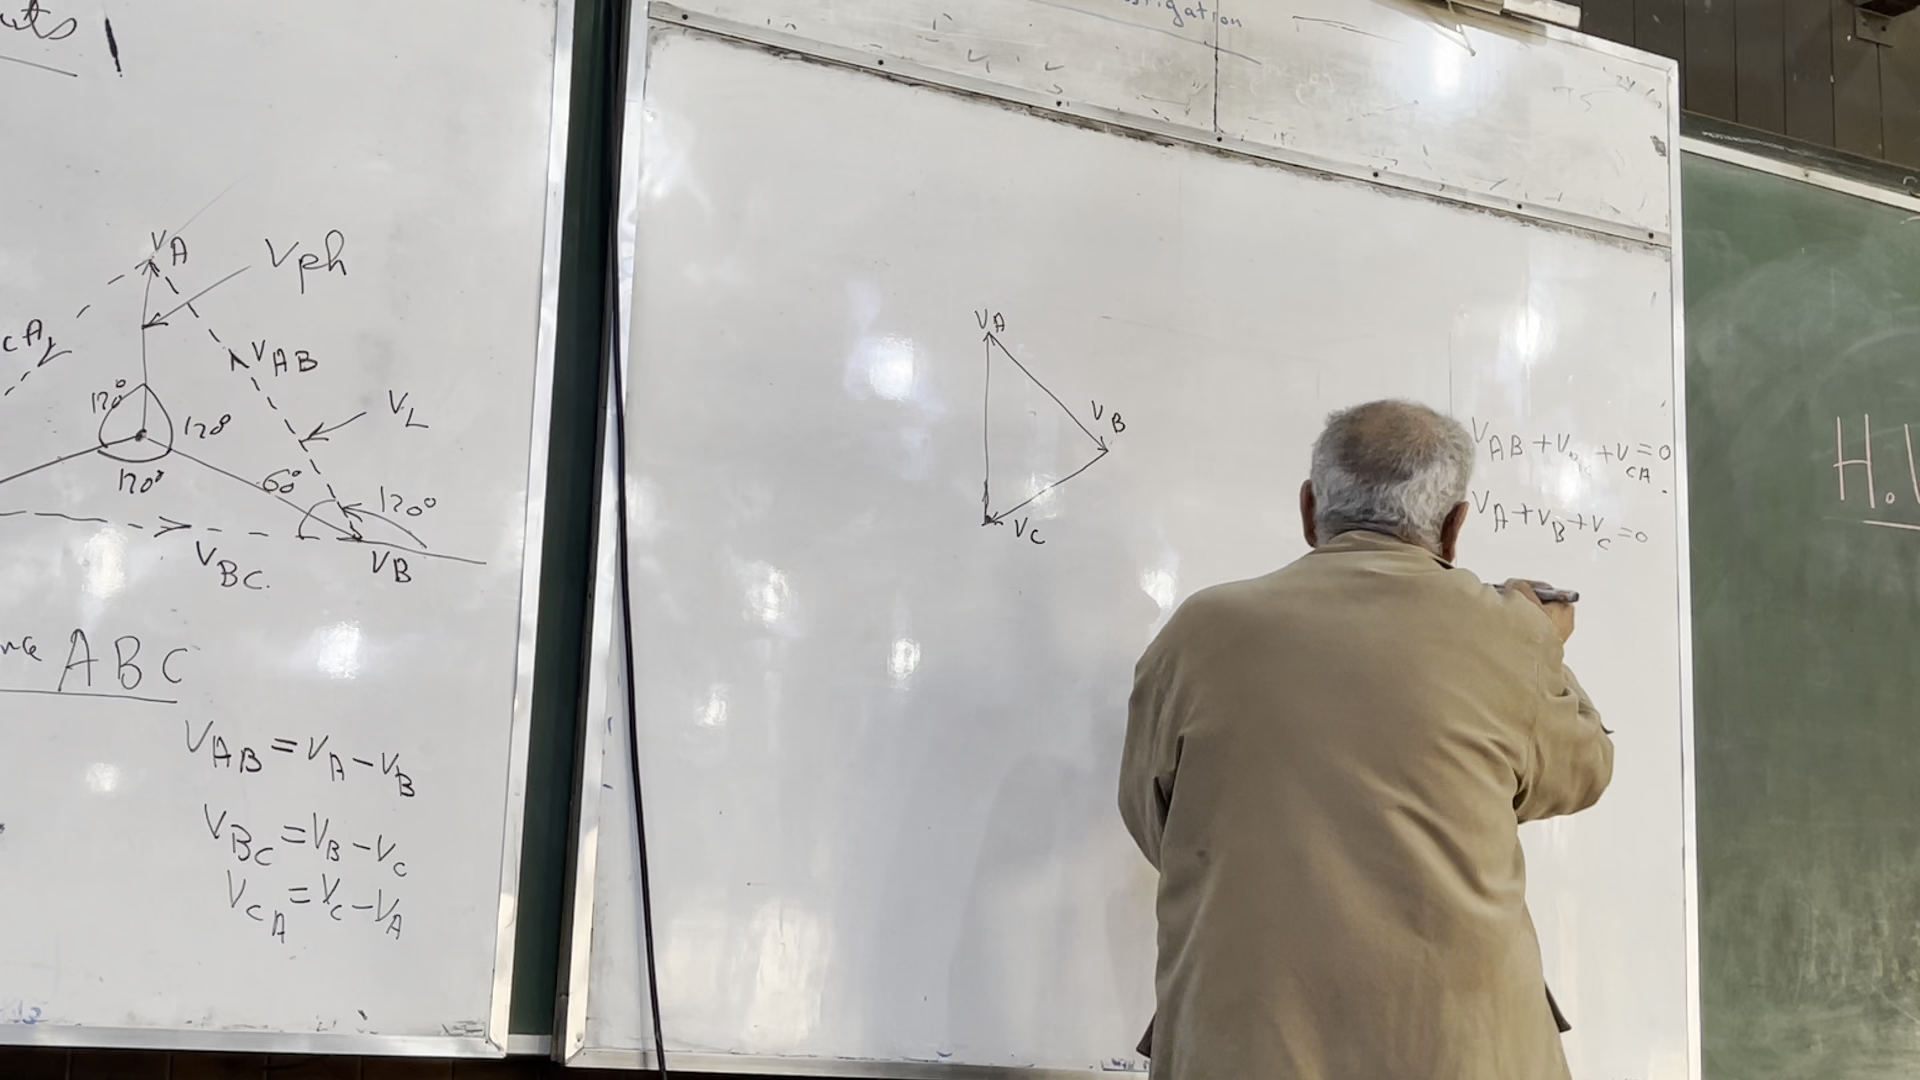 VA
Vph
CA
VAB
VL
120°
120°
120°
60°
120°
VBC.
VB
ABC
VAB = VA - VB
VBC = VB - VC
VCA = VC - VA
VA
VB
VC
VAB + V + VCA = 0
VA + VB + VC = 0
H.